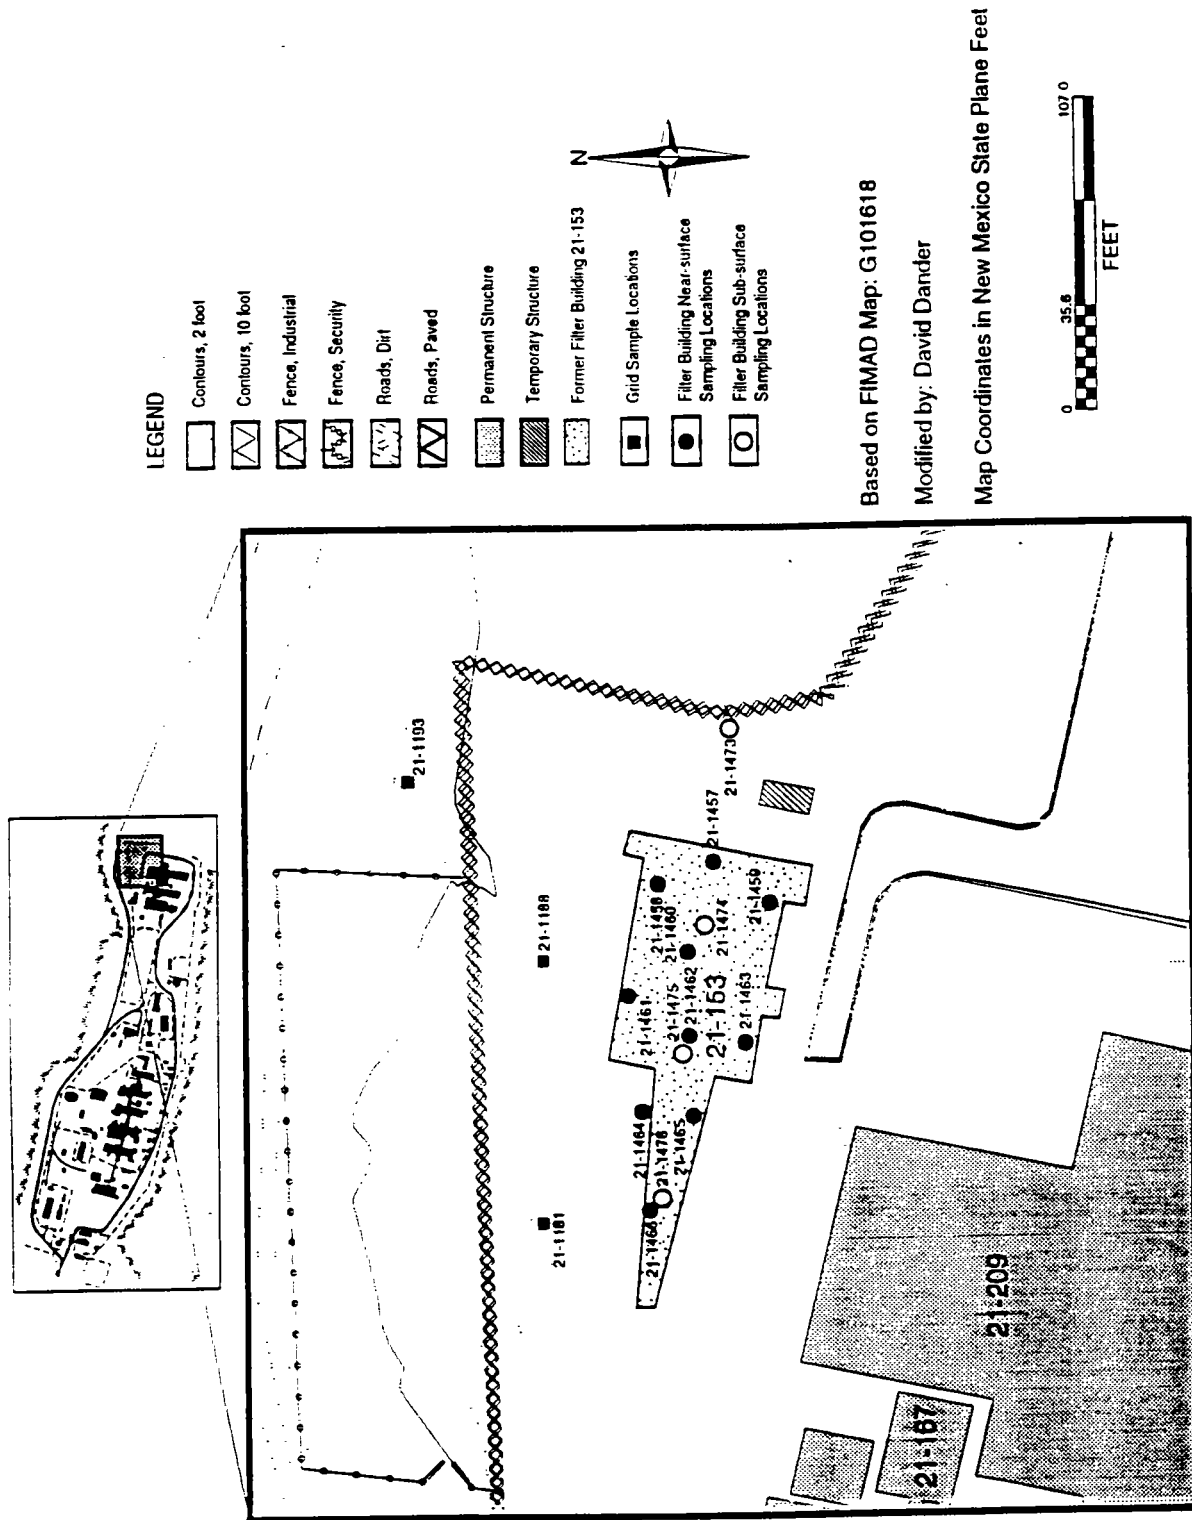 LEGEND
Contours, 2 foot
Contours, 10 foot
Fence, Industrial
Fence, Security
Roads, Dirt
Roads, Paved
Permanent Structure
Temporary Structure
Former Filter Building 21-153
Grid Sample Locations
Filter Building Near-surface
Sampling Locations
Filter Building Sub-surface
Sampling Locations
N
Based on FIMAD Map: G101618
Modified by: David Dander
Map Coordinates in New Mexico State Plane Feet
0
35.6
107 0
FEET
21-1193
21-1188
21-1181
21-1473
21-1457
21-1458
21-1460
21-1474
21-1459
21-1461
21-1475
21-1462
21-153
21-1463
21-1464
21-1476
21-1465
21-1466
21-209
21-167